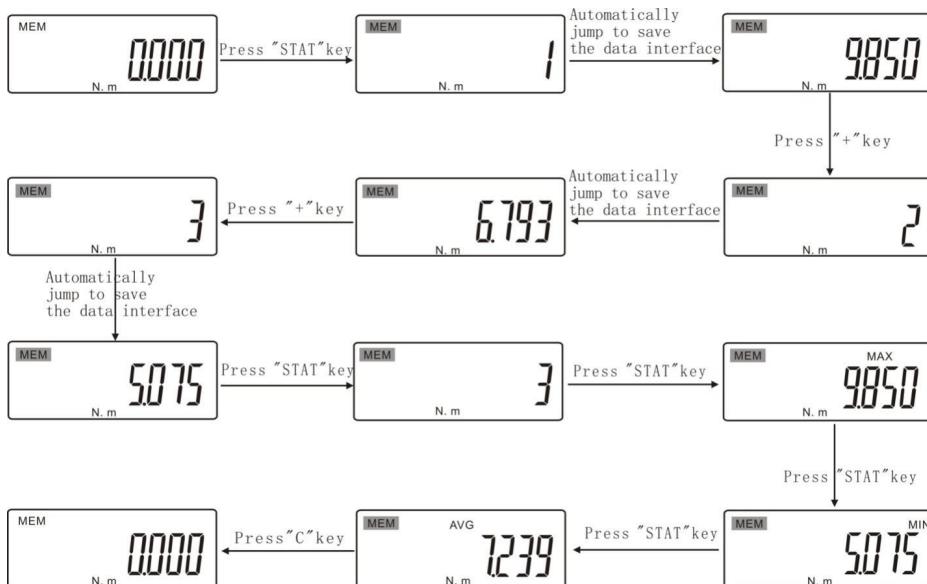 MEM
0.000
N. m
Press "STAT"key
MEM
1
N. m
Automatically
jump to save
the data interface
MEM
9.850
N. m
Press "+"key
MEM
2
N. m
Automatically
jump to save
the data interface
MEM
6.793
N. m
Press "+"key
MEM
3
N. m
Automatically
jump to save
the data interface
MEM
5.075
N. m
Press "STAT"key
MEM
3
N. m
Press "STAT"key
MEM
MAX
9.850
N. m
Press "STAT"key
MEM
MIN
5.075
N. m
Press "STAT"key
MEM
AVG
7.239
N. m
Press"C"key
MEM
0.000
N. m